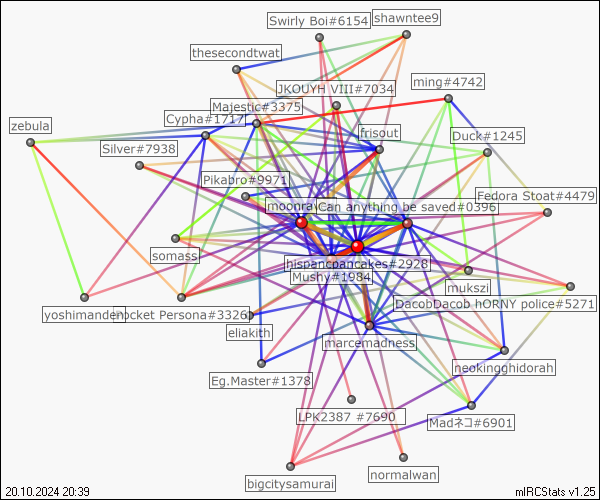 Swirly Boi#6154
shawntee9
thesecondtwat
ming#4742
JKOUYH VIII#7034
Majestic#3375
Cypha#1717
zebula
frisout
Duck#1245
Silver#7938
Pikabro#9971
Fedora Stoat#4479
moonra
Can anything be saved#0396
somass
hispancpancakes#2928
Mushy#1984
mukszi
DacobDacob hORNY police#5271
yoshimanden
Pocket Persona#3326
eliakith
marcemadness
neokingghidorah
Eg.Master#1378
LPK2387 #7690
Madネコ#6901
normalwan
bigcitysamurai
20.10.2024 20:39
mIRCStats v1.25